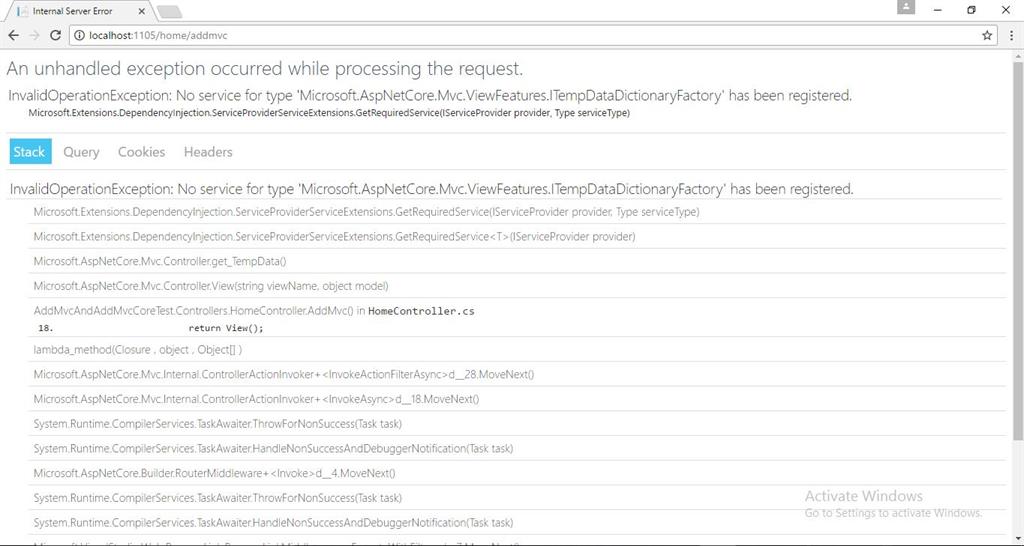 Internal Server Error
localhost:1105/home/addmvc
An unhandled exception occurred while processing the request.
InvalidOperationException: No service for type 'Microsoft.AspNetCore.Mvc.ViewFeatures.ITempDataDictionaryFactory' has been registered.
Microsoft.Extensions.DependencyInjection.ServiceProviderServiceExtensions.GetRequiredService(IServiceProvider provider, Type serviceType)
Stack Query Cookies Headers
InvalidOperationException: No service for type 'Microsoft.AspNetCore.Mvc.ViewFeatures.ITempDataDictionaryFactory' has been registered.
Microsoft.Extensions.DependencyInjection.ServiceProviderServiceExtensions.GetRequiredService(IServiceProvider provider, Type serviceType)
Microsoft.Extensions.DependencyInjection.ServiceProviderServiceExtensions.GetRequiredService<T>(IServiceProvider provider)
Microsoft.AspNetCore.Mvc.Controller.get_TempData()
Microsoft.AspNetCore.Mvc.Controller.View(string viewName, object model)
AddMvcAndAddMvcCoreTest.Controllers.HomeController.AddMvc() in HomeController.cs
18. return View();
lambda_method(Closure , object , Object[] )
Microsoft.AspNetCore.Mvc.Internal.ControllerActionInvoker+<InvokeActionFilterAsync>d__28.MoveNext()
Microsoft.AspNetCore.Mvc.Internal.ControllerActionInvoker+<InvokeAsync>d__18.MoveNext()
System.Runtime.CompilerServices.TaskAwaiter.ThrowForNonSuccess(Task task)
System.Runtime.CompilerServices.TaskAwaiter.HandleNonSuccessAndDebuggerNotification(Task task)
Microsoft.AspNetCore.Builder.RouterMiddleware+<Invoke>d__4.MoveNext()
System.Runtime.CompilerServices.TaskAwaiter.ThrowForNonSuccess(Task task)
System.Runtime.CompilerServices.TaskAwaiter.HandleNonSuccessAndDebuggerNotification(Task task)
Activate Windows
Go to Settings to activate Windows.